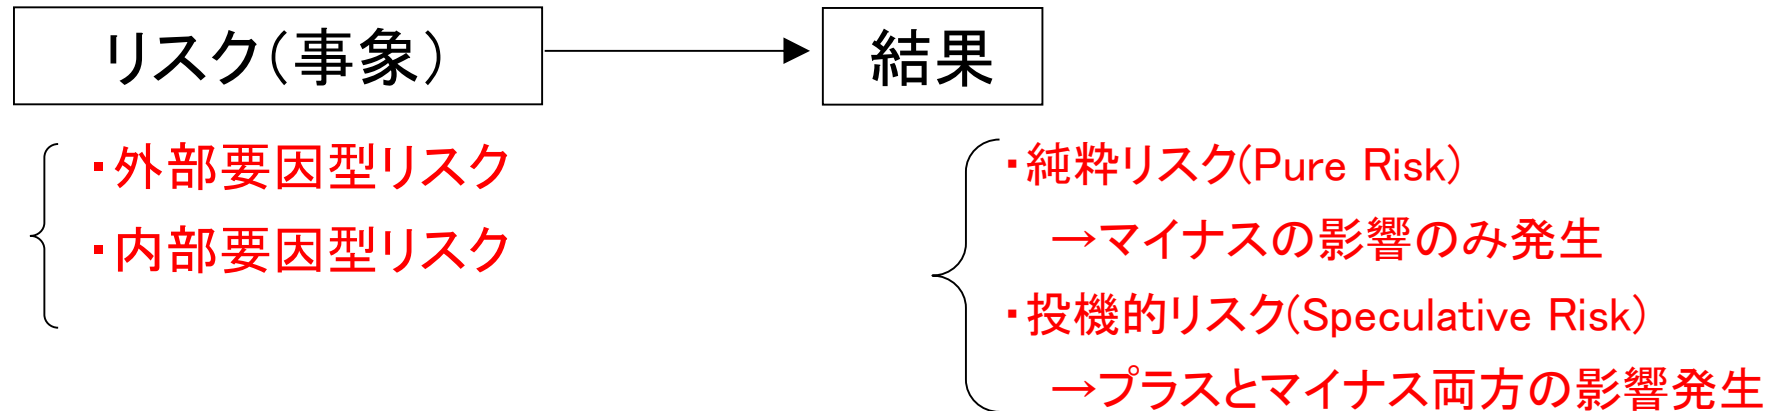 リスク(事象)
結果
・外部要因型リスク
・内部要因型リスク
・純粋リスク(Pure Risk)
→マイナスの影響のみ発生
・投機的リスク(Speculative Risk)
→プラスとマイナス両方の影響発生